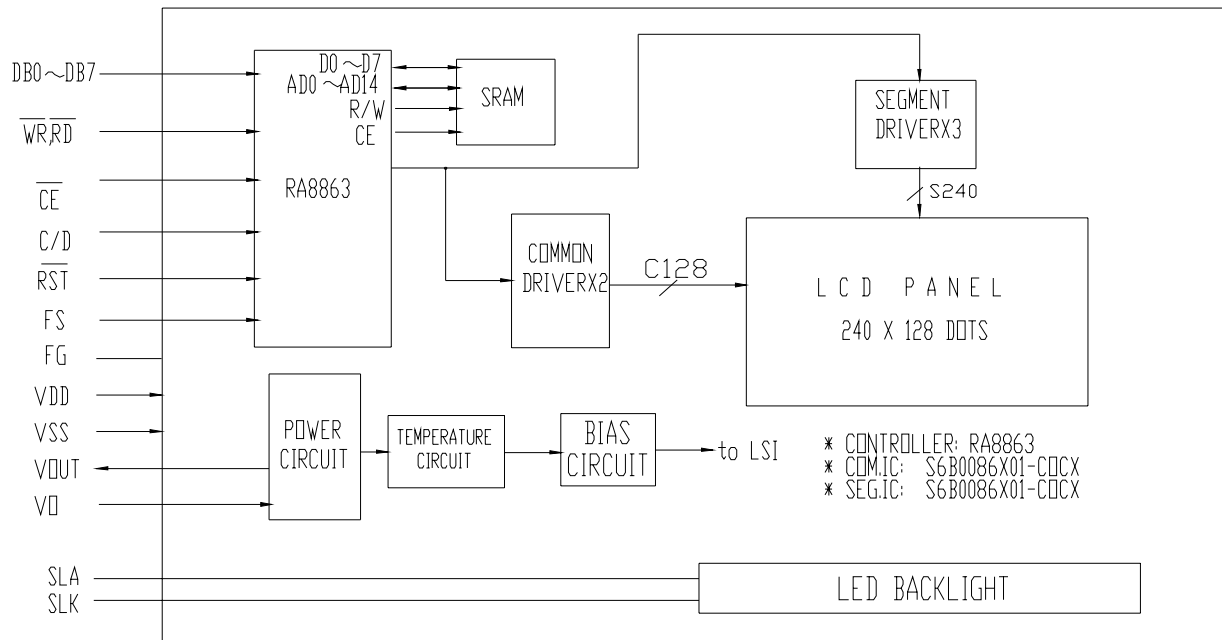 DB0～DB7
WR,RD
CE
C/D
RST
FS
FG
VDD
VSS
VOUT
VO
SLA
SLK
D0～D7
AD0～AD14
R/W
CE
RA8863
SRAM
SEGMENT
DRIVERX3
S240
COMMON
DRIVERX2
C128
LCD PANEL
240 X 128 DOTS
POWER
CIRCUIT
TEMPERATURE
CIRCUIT
BIAS
CIRCUIT
to LSI
* CONTROLLER: RA8863
* COM.IC: S6B0086X01-C0CX
* SEG.IC: S6B0086X01-C0CX
LED BACKLIGHT